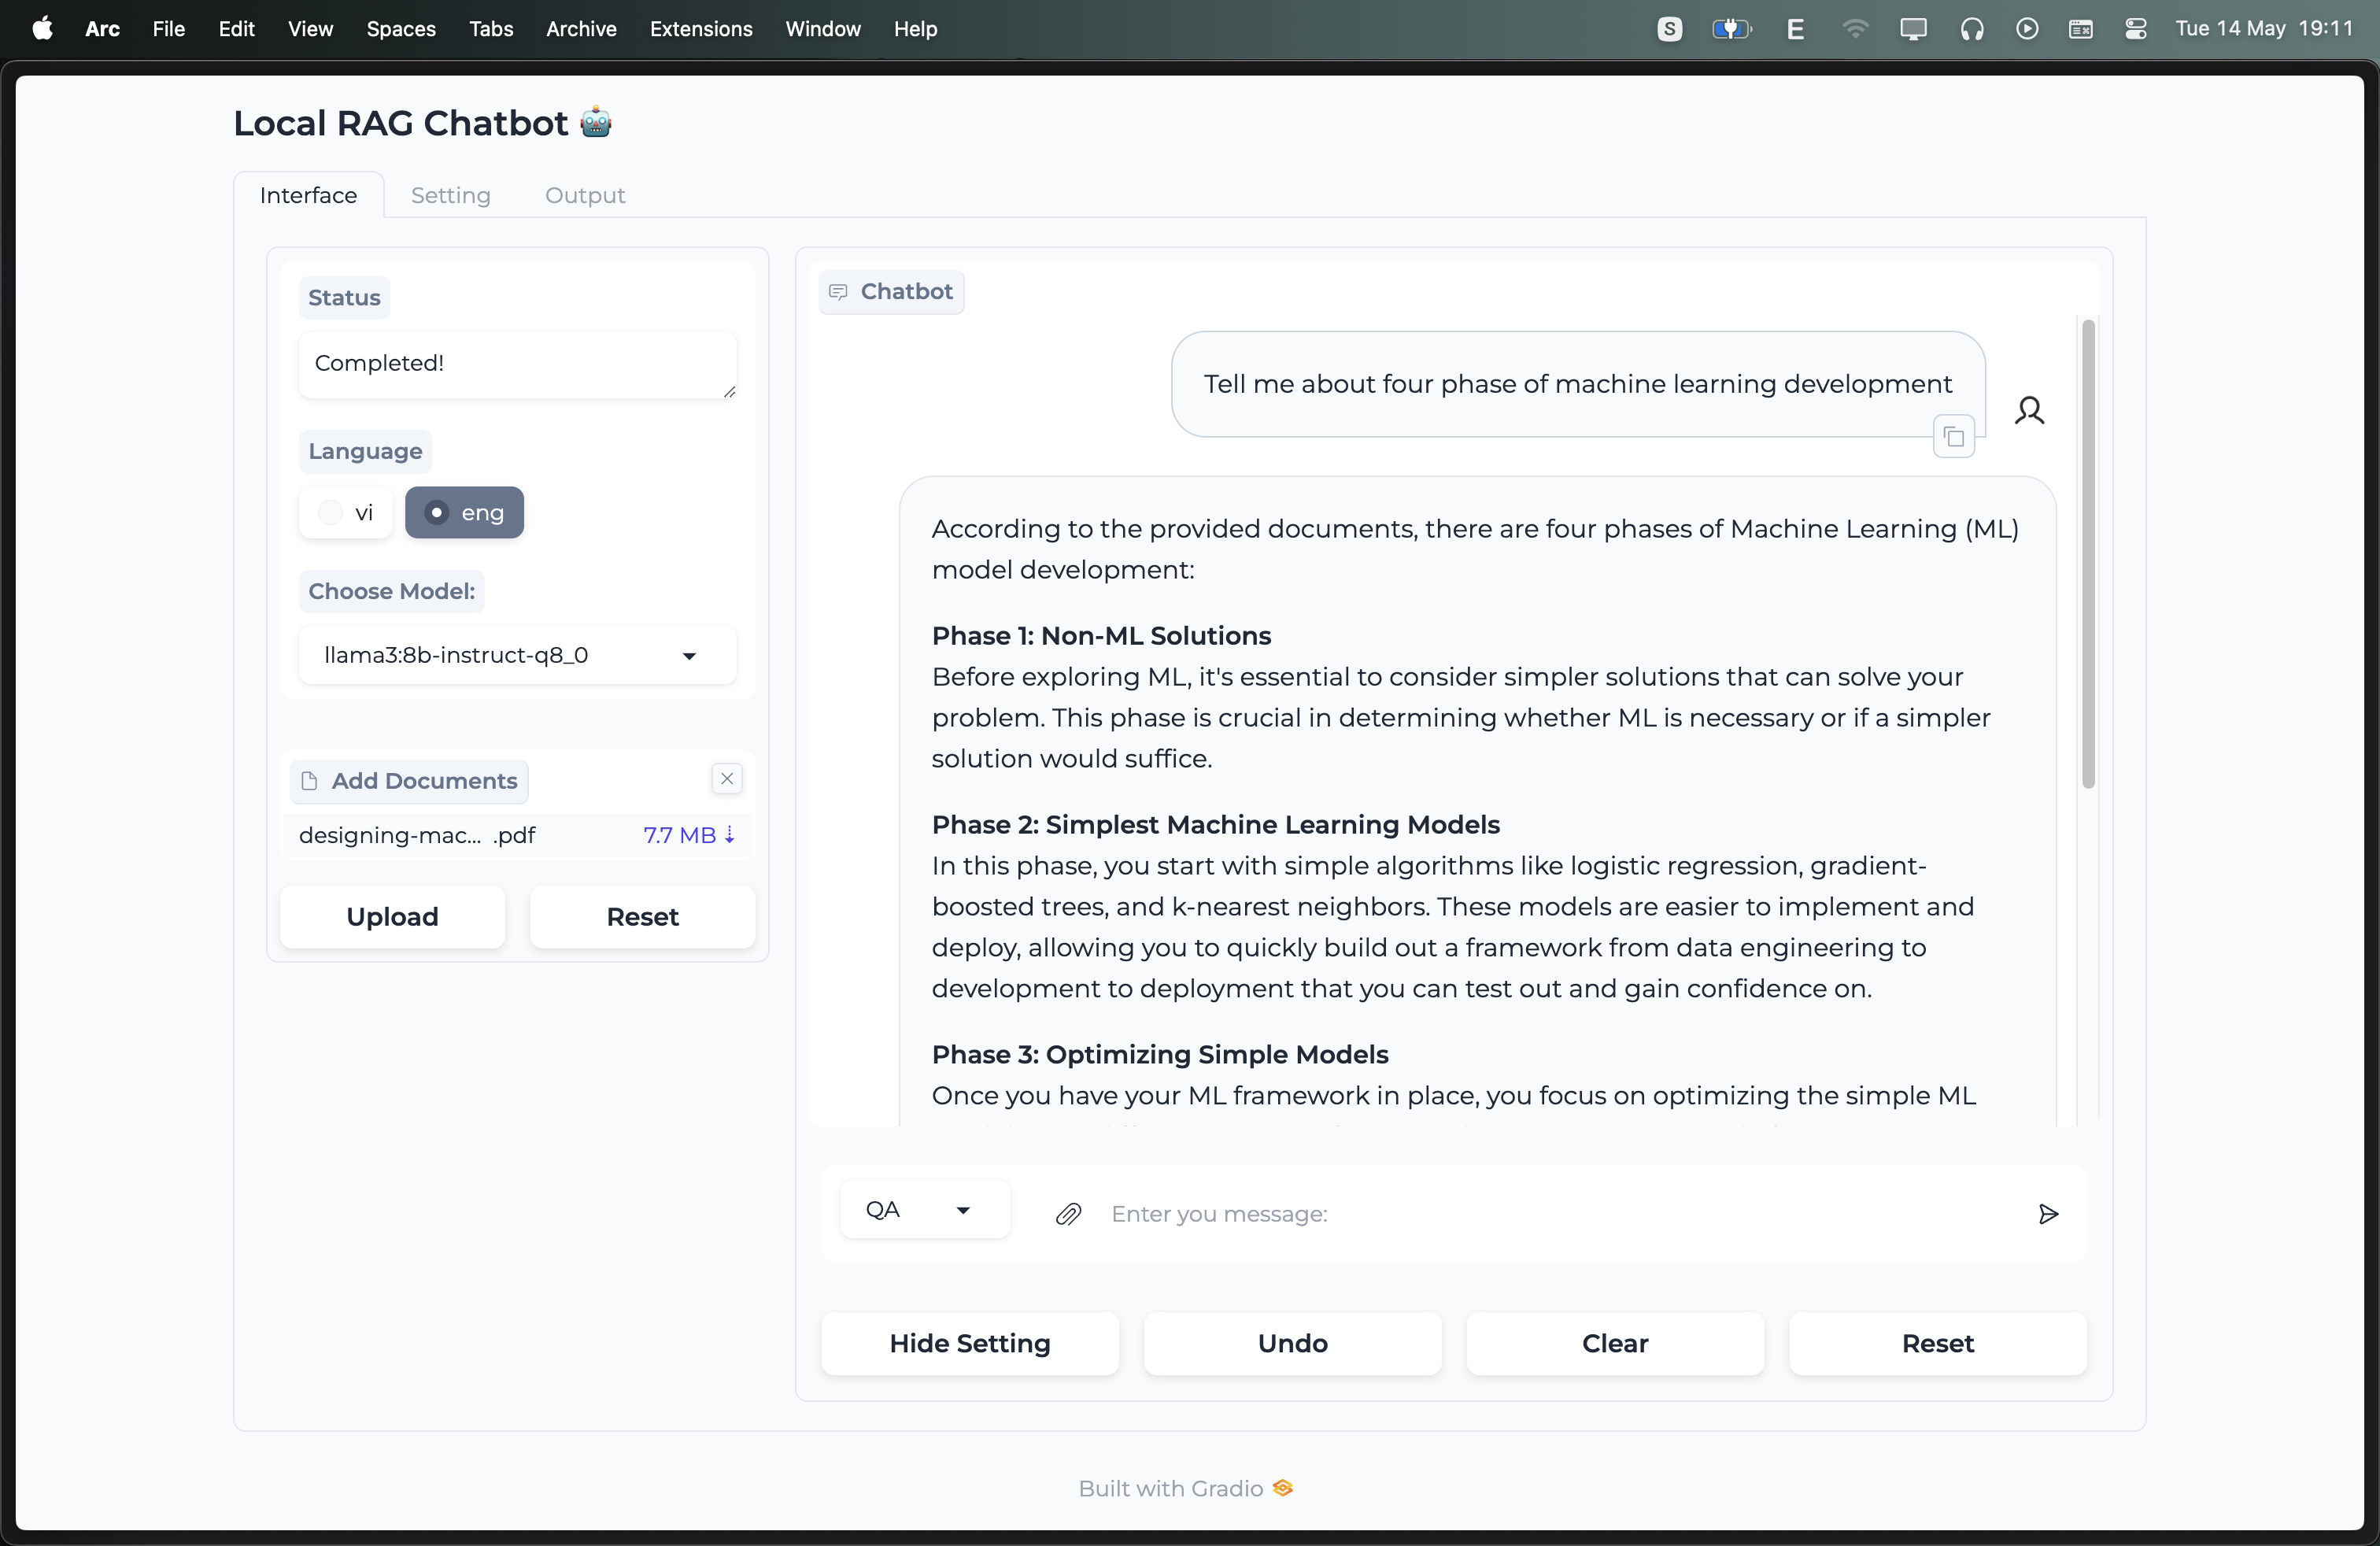 Arc File Edit View Spaces Tabs Archive Extensions Window Help S E Tue 14 May 19:11
Local RAG Chatbot 🤖
Interface Setting Output
Status
Completed!
Language
vi eng
Choose Model:
llama3:8b-instruct-q8_0
Add Documents
designing-mac... .pdf 7.7 MB ⇣
Upload Reset
Chatbot
Tell me about four phase of machine learning development
According to the provided documents, there are four phases of Machine Learning (ML)
model development:
Phase 1: Non-ML Solutions
Before exploring ML, it's essential to consider simpler solutions that can solve your
problem. This phase is crucial in determining whether ML is necessary or if a simpler
solution would suffice.
Phase 2: Simplest Machine Learning Models
In this phase, you start with simple algorithms like logistic regression, gradient-
boosted trees, and k-nearest neighbors. These models are easier to implement and
deploy, allowing you to quickly build out a framework from data engineering to
development to deployment that you can test out and gain confidence on.
Phase 3: Optimizing Simple Models
Once you have your ML framework in place, you focus on optimizing the simple ML
QA Enter you message:
Hide Setting Undo Clear Reset
Built with Gradio